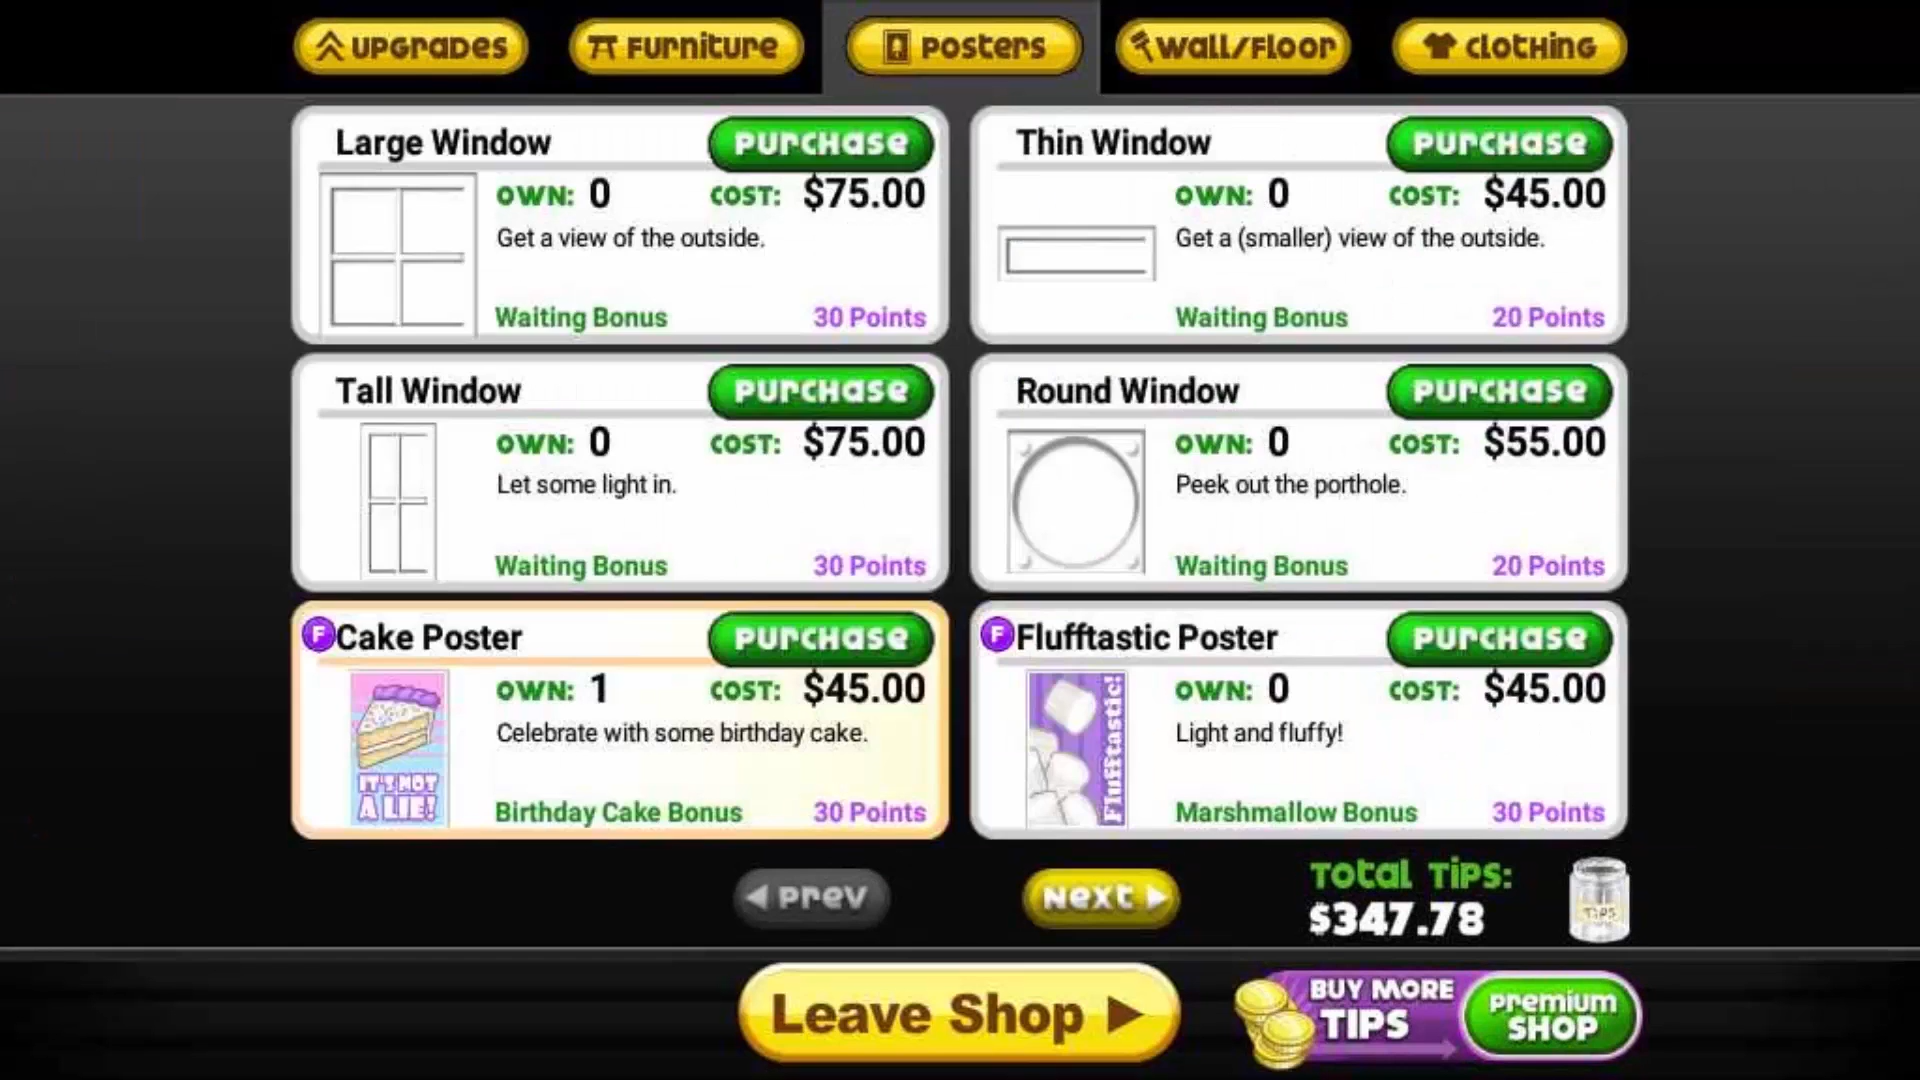 UPGRADES
FURNITURE
POSTERS
WALL/FLOOR
CLOTHING
Large Window
PURCHASE
OWN: 0 COST: $75.00
Get a view of the outside.
Waiting Bonus 30 Points
Thin Window
PURCHASE
OWN: 0 COST: $45.00
Get a (smaller) view of the outside.
Waiting Bonus 20 Points
Tall Window
PURCHASE
OWN: 0 COST: $75.00
Let some light in.
Waiting Bonus 30 Points
Round Window
PURCHASE
OWN: 0 COST: $55.00
Peek out the porthole.
Waiting Bonus 20 Points
F Cake Poster
PURCHASE
OWN: 1 COST: $45.00
Celebrate with some birthday cake.
IT'S NOT
A LIE!
Birthday Cake Bonus 30 Points
F Flufftastic Poster
PURCHASE
OWN: 0 COST: $45.00
Light and fluffy!
Flufftastic!
Marshmallow Bonus 30 Points
PREV
NEXT
TOTAL TIPS:
$347.78
TIPS
Leave Shop
BUY MORE
TIPS
PREMIUM
SHOP